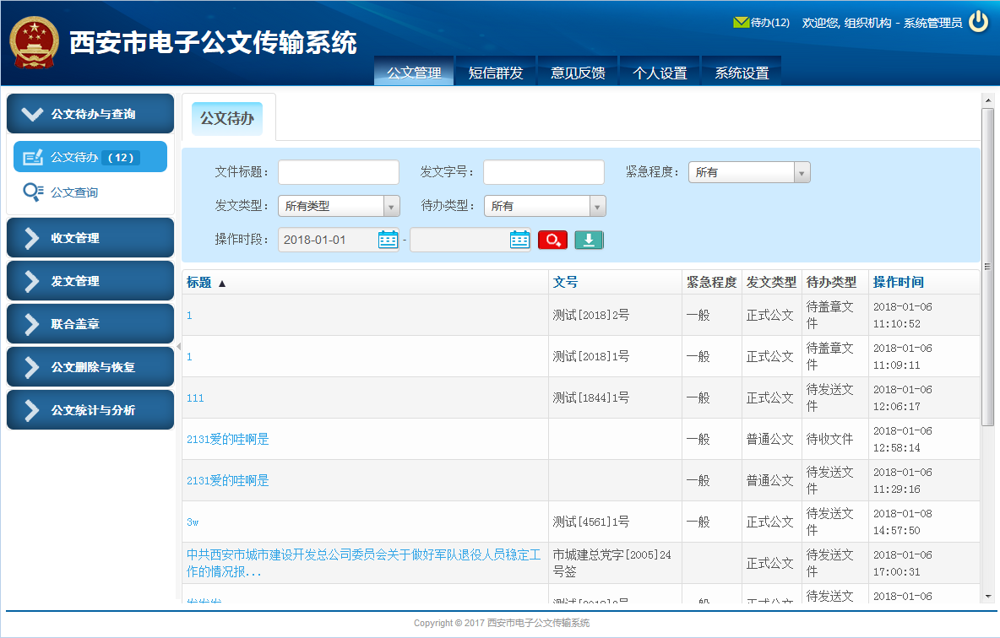 西安市电子公文传输系统
待办(12) 欢迎您, 组织机构 - 系统管理员
公文管理 短信群发 意见反馈 个人设置 系统设置
公文待办与查询
公文待办 (12)
公文查询
收文管理
发文管理
联合盖章
公文删除与恢复
公文统计与分析
公文待办
文件标题： 发文字号： 紧急程度： 所有
发文类型： 所有类型 待办类型： 所有
操作时段： 2018-01-01 -
标题 ▲ 文号 紧急程度 发文类型 待办类型 操作时间
1 测试[2018]2号 一般 正式公文 待盖章文件 2018-01-06 11:10:52
1 测试[2018]1号 一般 正式公文 待盖章文件 2018-01-06 11:09:11
111 测试[1844]1号 一般 正式公文 待发送文件 2018-01-06 12:06:17
2131爱的哇啊是 一般 普通公文 待收文件 2018-01-06 12:58:14
2131爱的哇啊是 一般 普通公文 待发送文件 2018-01-06 11:29:16
3w 测试[4561]1号 一般 正式公文 待发送文件 2018-01-08 14:57:50
中共西安市城市建设开发总公司委员会关于做好军队退役人员稳定工作的情况报... 市城建总党字[2005]24号签 正式公文 待发送文件 2018-01-06 17:00:31
待发送文 2018-01-06
Copyright © 2017 西安市电子公文传输系统